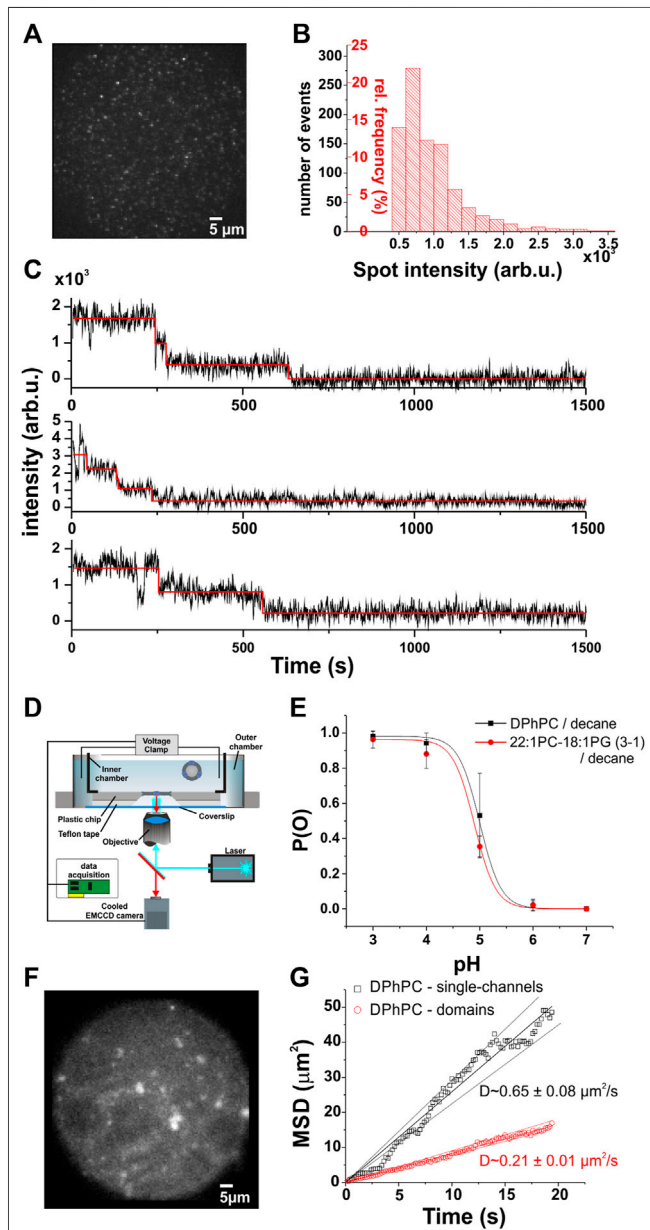 A
5 µm
B
number of events
300
250
200
150
100
50
0
rel. frequency (%)
25
20
15
10
5
0
0.5 1.0 1.5 2.0 2.5 3.0 3.5
x10³
Spot intensity (arb.u.)
C
x10³
intensity (arb.u.)
2
1
0
0 500 1000 1500
5
4
3
2
1
0
0 500 1000 1500
2
1
0
0 500 1000 1500
Time (s)
D
Voltage
Clamp
Outer
chamber
Inner
chamber
Plastic chip
Teflon tape
Coverslip
Objective
Laser
data
acquisition
Cooled
EMCCD camera
E
DPhPC / decane
22:1PC-18:1PG (3-1)
/ decane
P(O)
1.0
0.8
0.6
0.4
0.2
0.0
3 4 5 6 7
pH
F
5µm
G
DPhPC - single-channels
DPhPC - domains
MSD (µm²)
50
40
30
20
10
0
D~0.65 ± 0.08 µm²/s
D~0.21 ± 0.01 µm²/s
0 5 10 15 20
Time (s)